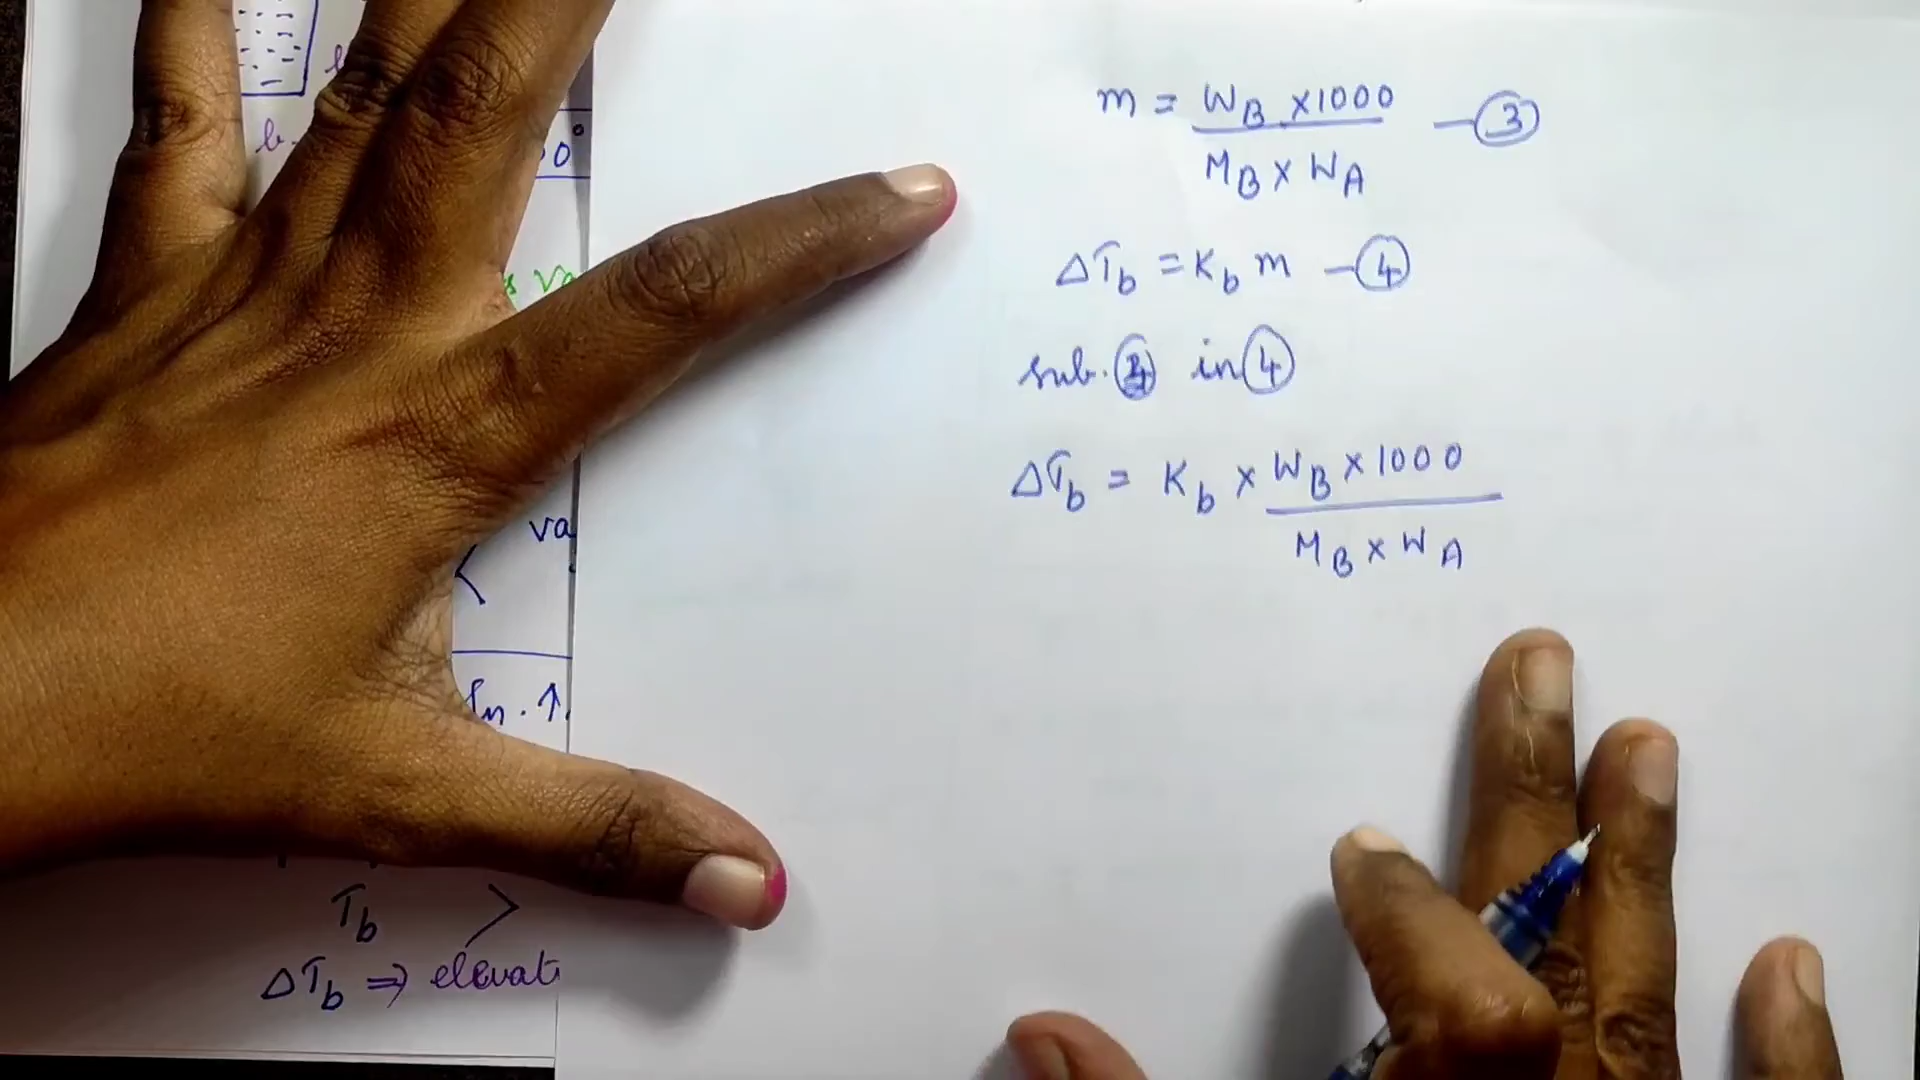 m = W_B × 1000 / M_B × W_A — ③
ΔT_b = K_b m — ④
sub. in ④
ΔT_b = K_b × W_B × 1000 / M_B × W_A
va
T_b
ΔT_b ⇒ elevat